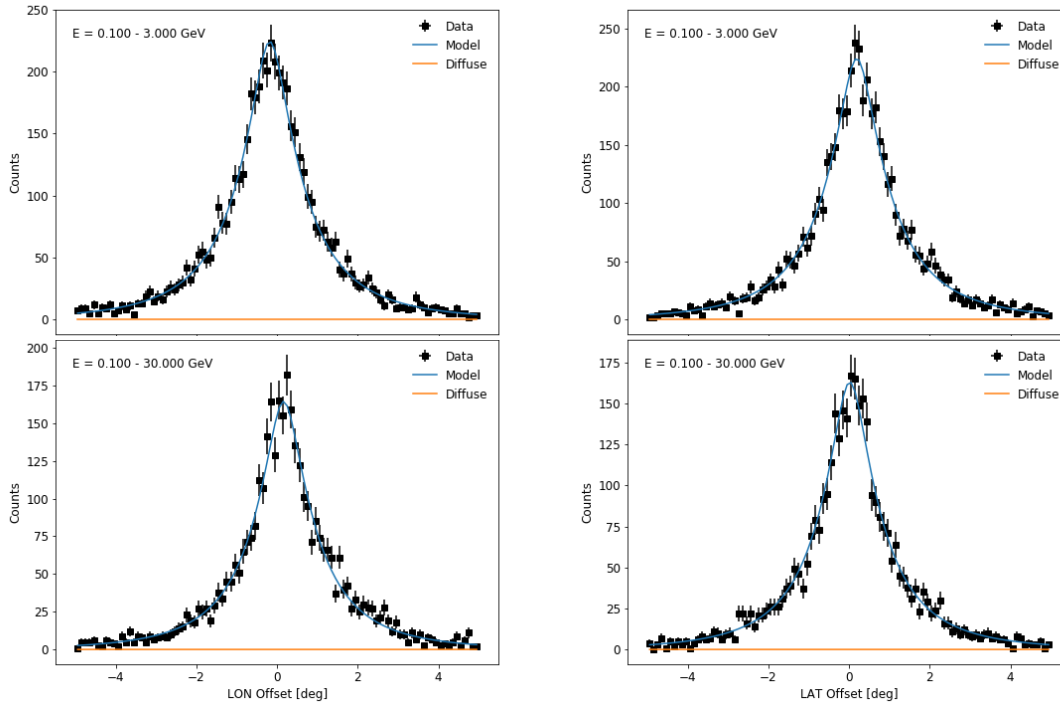 E = 0.100 - 3.000 GeV
Data
Model
Diffuse
Counts
250
200
150
100
50
0
E = 0.100 - 3.000 GeV
Data
Model
Diffuse
Counts
250
200
150
100
50
0
E = 0.100 - 30.000 GeV
Data
Model
Diffuse
Counts
200
175
150
125
100
75
50
25
0
−4 −2 0 2 4
LON Offset [deg]
E = 0.100 - 30.000 GeV
Data
Model
Diffuse
Counts
175
150
125
100
75
50
25
0
−4 −2 0 2 4
LAT Offset [deg]